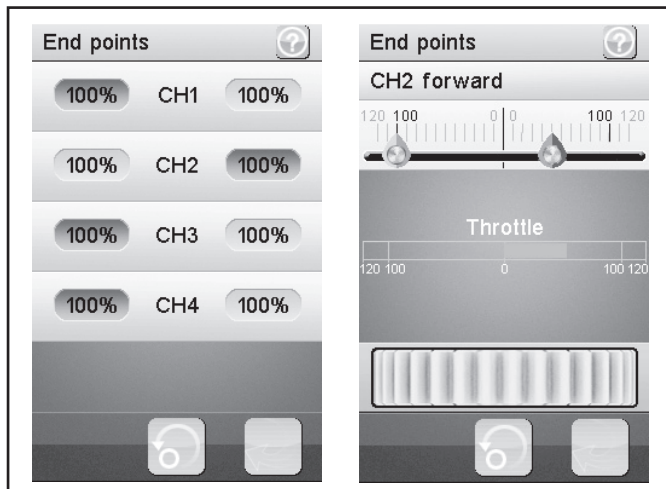 End points
100% CH1 100%
100% CH2 100%
100% CH3 100%
100% CH4 100%
End points
CH2 forward
120 100 0 0 100 120
Throttle
120 100 0 100 120